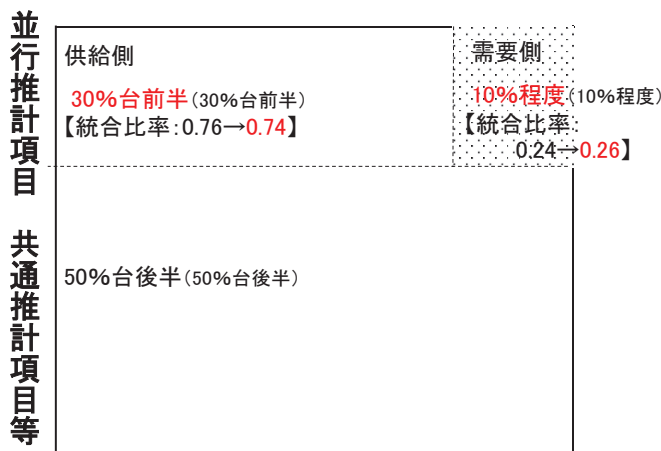 並行推計項目
供給側
30%台前半(30%台前半)
【統合比率:0.76→0.74】
需要側
10%程度(10%程度)
【統合比率:
0.24→0.26】
共通推計項目等
50%台後半(50%台後半)